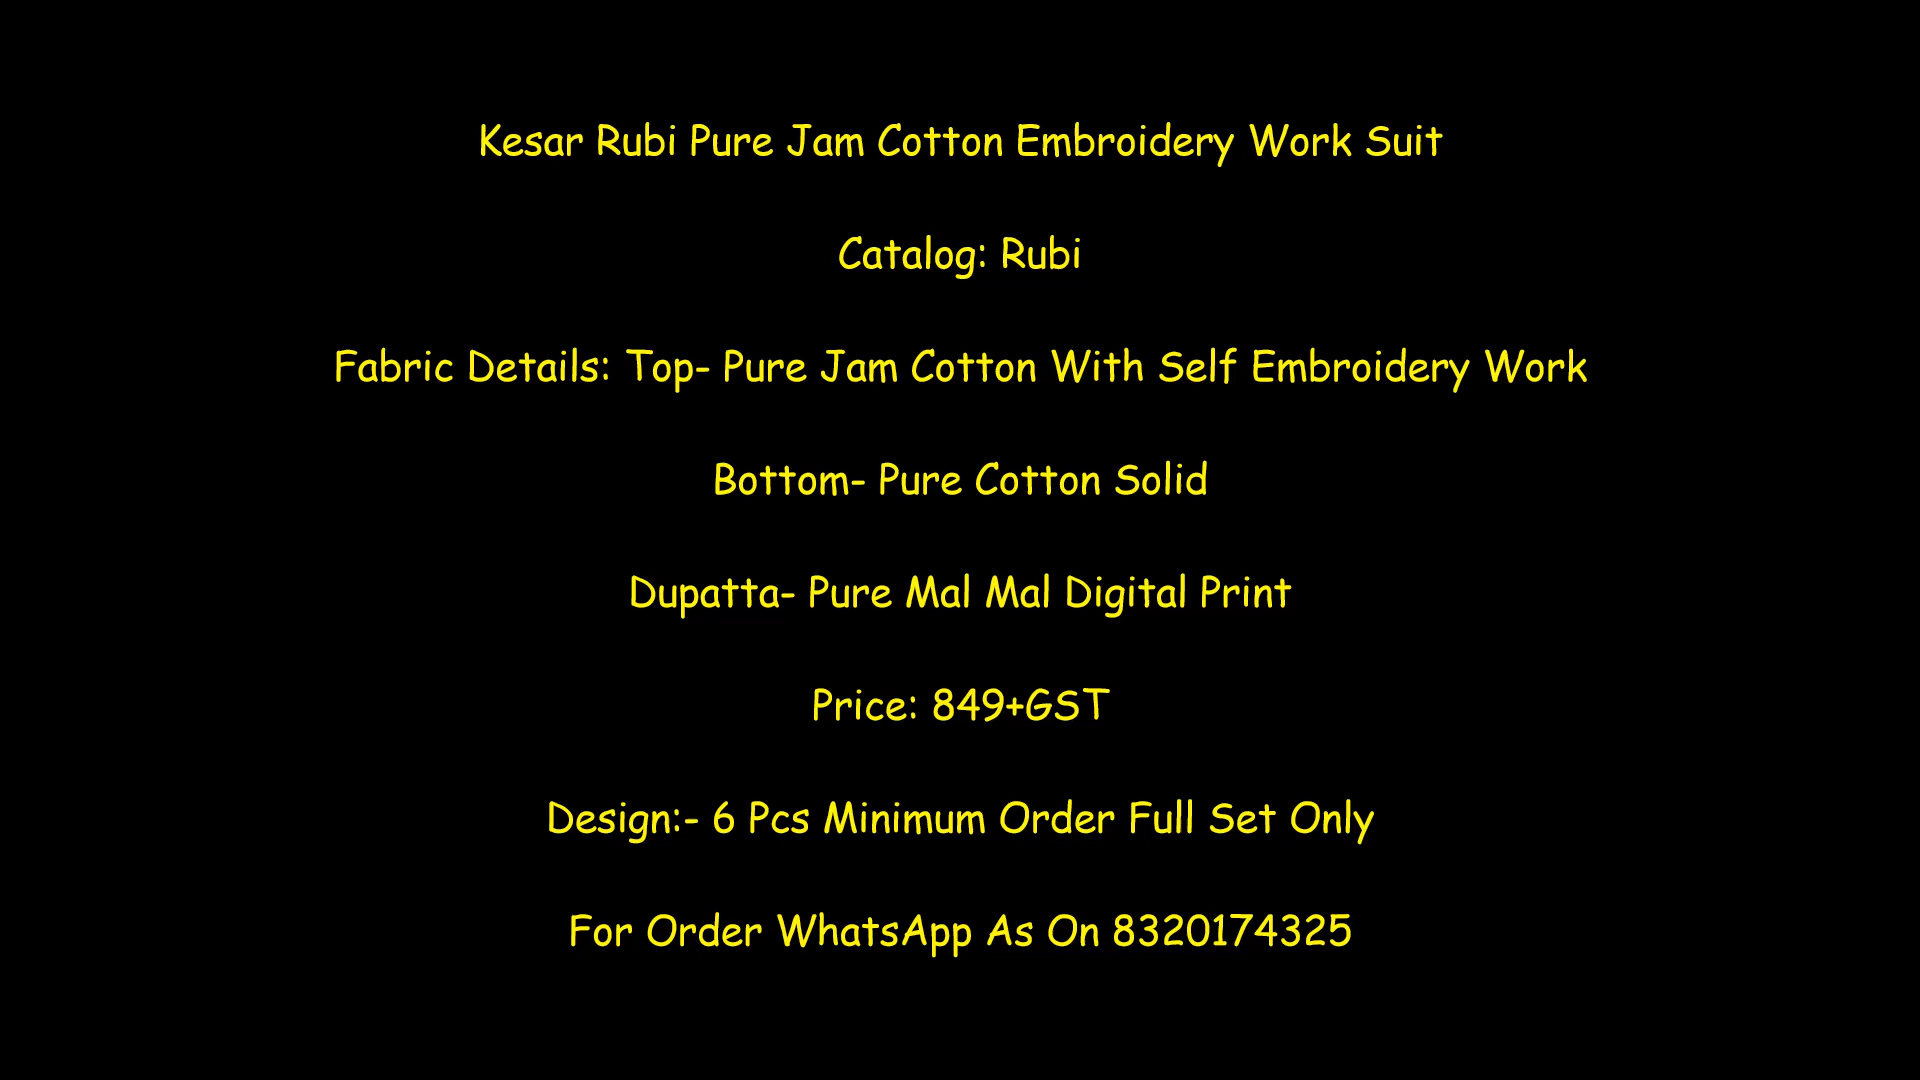 Kesar Rubi Pure Jam Cotton Embroidery Work Suit
Catalog: Rubi
Fabric Details: Top- Pure Jam Cotton With Self Embroidery Work
Bottom- Pure Cotton Solid
Dupatta- Pure Mal Mal Digital Print
Price: 849+GST
Design:- 6 Pcs Minimum Order Full Set Only
For Order WhatsApp As On 8320174325